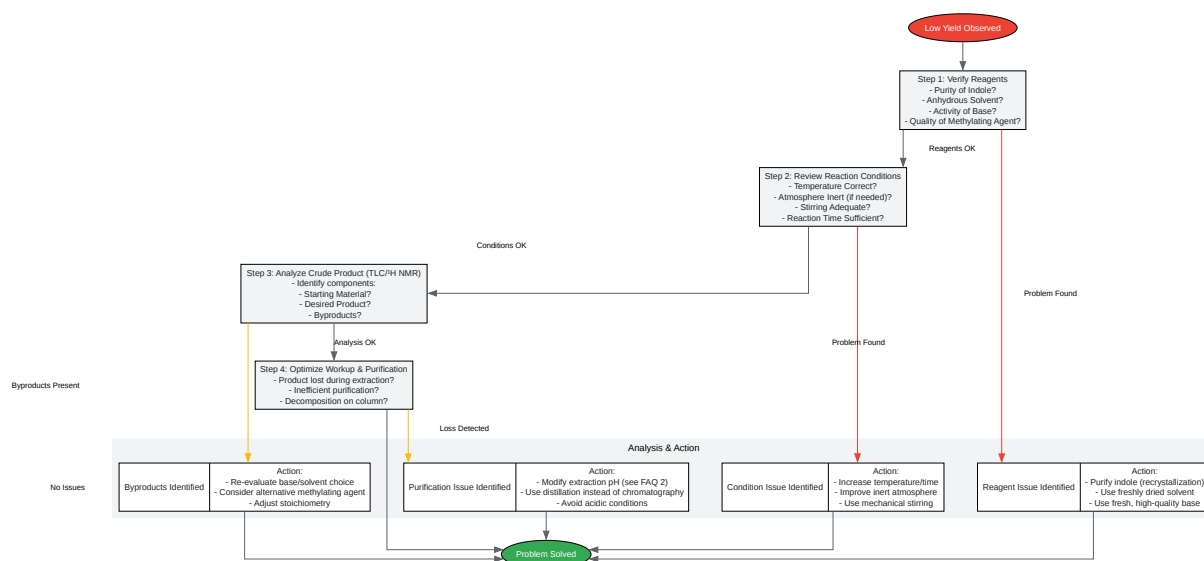 Low Yield Observed
Step 1: Verify Reagents
- Purity of Indole?
- Anhydrous Solvent?
- Activity of Base?
- Quality of Methylating Agent?
Reagents OK
Step 2: Review Reaction Conditions
- Temperature Correct?
- Atmosphere Inert (if needed)?
- Stirring Adequate?
- Reaction Time Sufficient?
Conditions OK
Step 3: Analyze Crude Product (TLC/¹H NMR)
- Identify components:
- Starting Material?
- Desired Product?
- Byproducts?
Problem Found
Analysis OK
Problem Found
Step 4: Optimize Workup & Purification
- Product lost during extraction?
- Inefficient purification?
- Decomposition on column?
Byproducts Present
Loss Detected
Analysis & Action
No Issues
Byproducts Identified
Action:
- Re-evaluate base/solvent choice
- Consider alternative methylating agent
- Adjust stoichiometry
Purification Issue Identified
Action:
- Modify extraction pH (see FAQ 2)
- Use distillation instead of chromatography
- Avoid acidic conditions
Condition Issue Identified
Action:
- Increase temperature/time
- Improve inert atmosphere
- Use mechanical stirring
Reagent Issue Identified
Action:
- Purify indole (recrystallization)
- Use freshly dried solvent
- Use fresh, high-quality base
Problem Solved